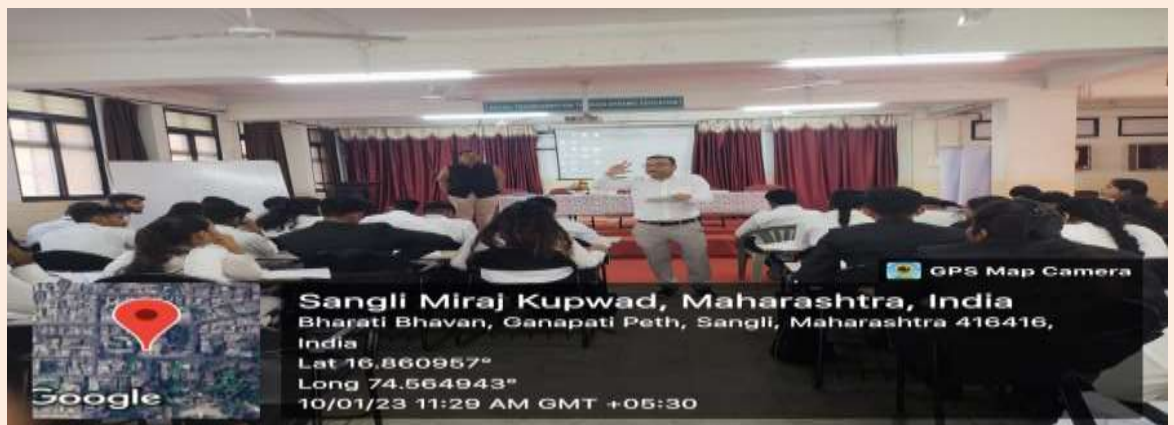 GPS Map Camera
Sangli Miraj Kupwad, Maharashtra, India
Bharati Bhavan, Ganapati Peth, Sangli, Maharashtra 416416,
India
Lat 16.860957°
Long 74.564943°
10/01/23 11:29 AM GMT +05:30
Google